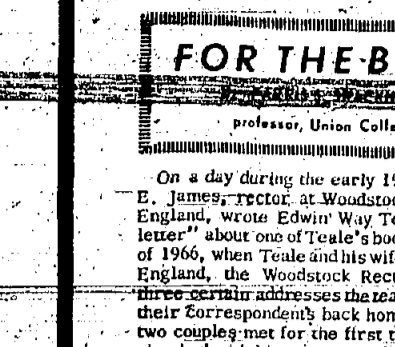 FOR THE B
professor, Union Colle
On a day during the early 19
E. James, rector at Woodstoc
England, wrote Edwin Way Te
letter" about one of Teale's boo
of 1966, when Teale and his wif
England, the Woodstock Rec
three certain addresses the tea
their correspondent's back hom
two couples met for the first t